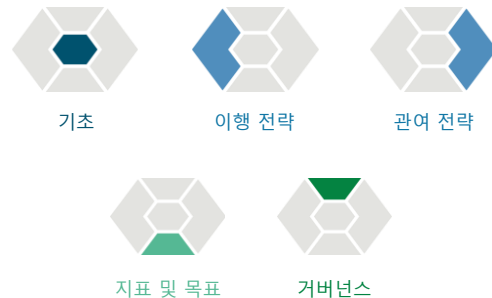 기초
이행 전략
관여 전략
지표 및 목표
거버넌스